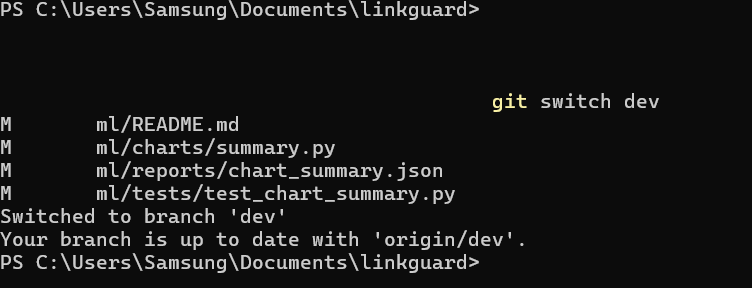 PS C:\Users\Samsung\Documents\linkguard>
git switch dev
M       ml/README.md
M       ml/charts/summary.py
M       ml/reports/chart_summary.json
M       ml/tests/test_chart_summary.py
Switched to branch 'dev'
Your branch is up to date with 'origin/dev'.
PS C:\Users\Samsung\Documents\linkguard>